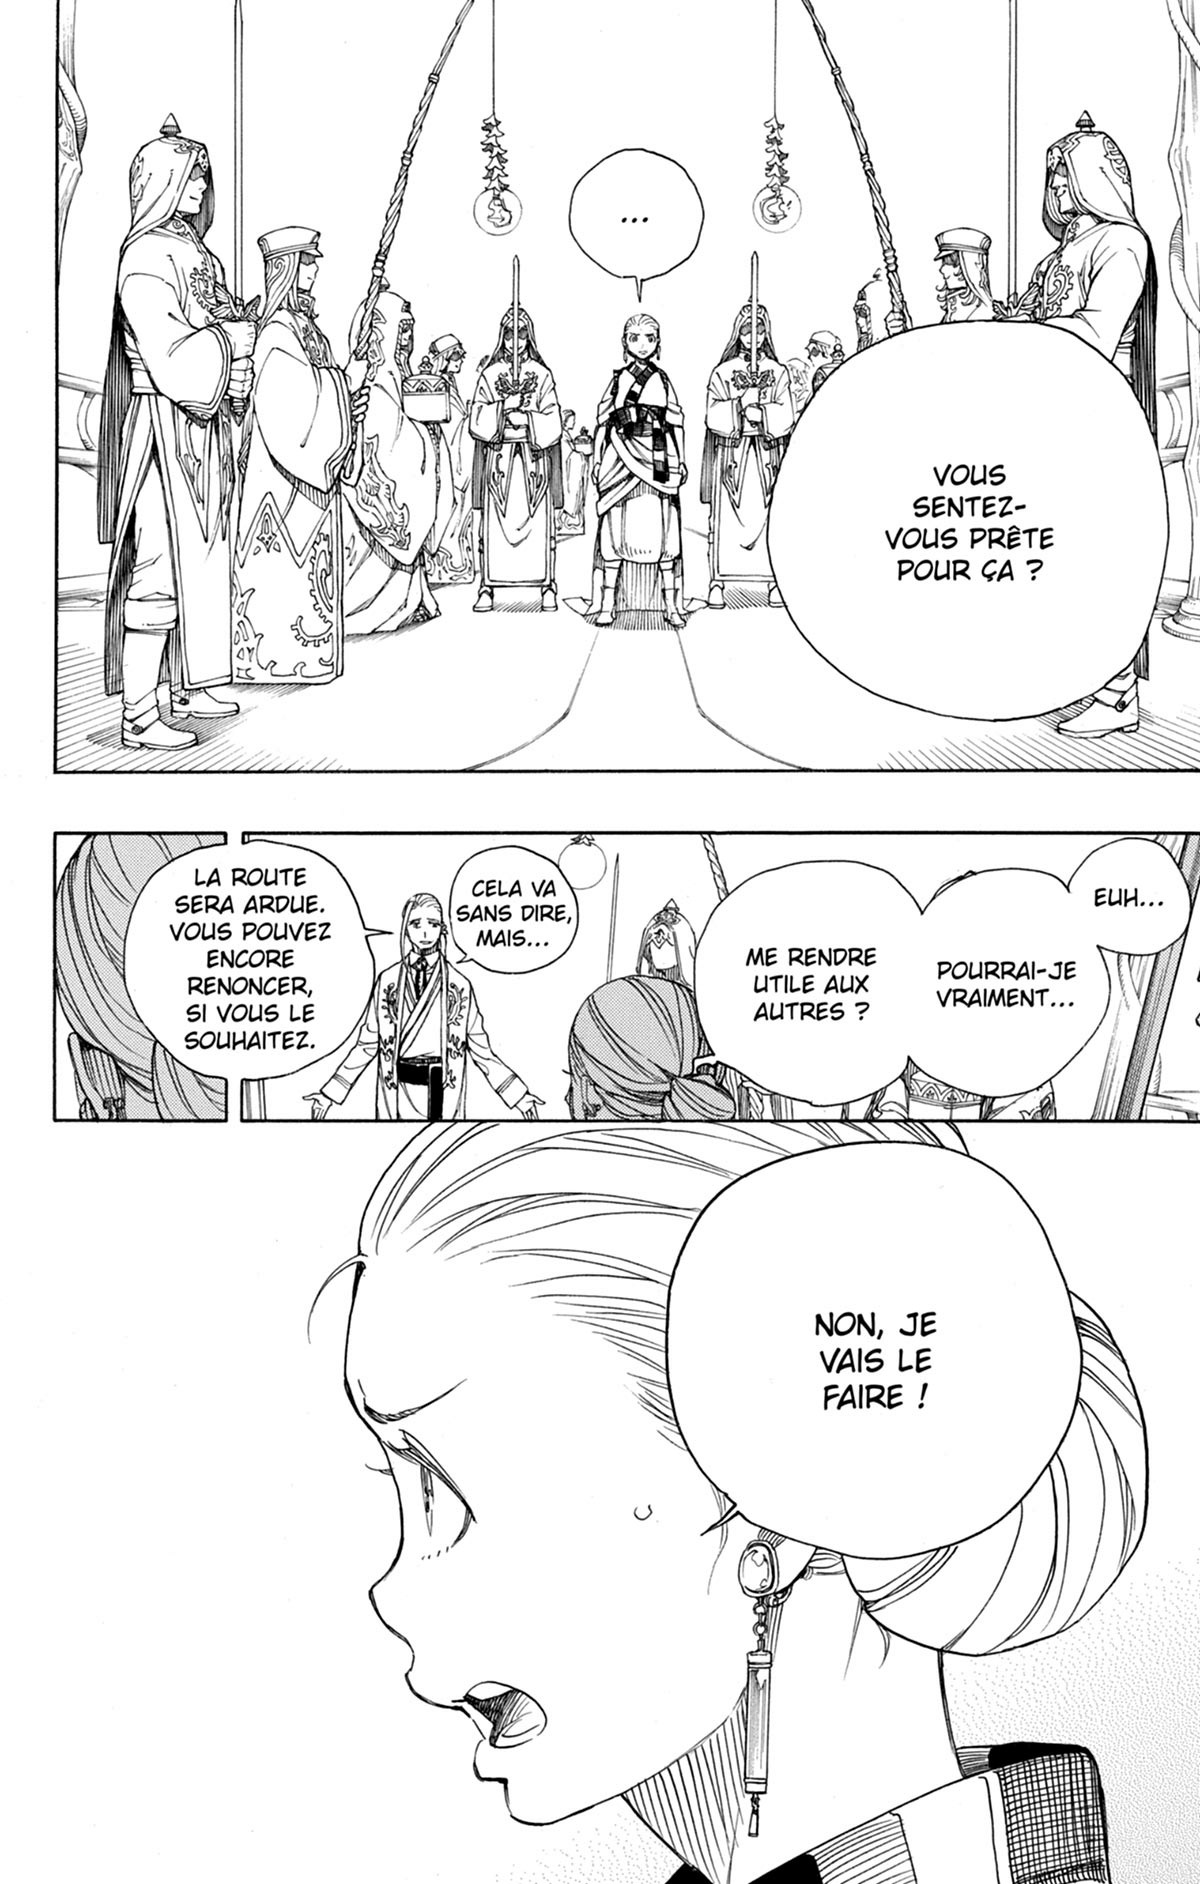 ...
VOUS
SENTEZ-
VOUS PRÊTE
POUR ÇA ?
EUH...
POURRAI-JE
VRAIMENT...
ME RENDRE
UTILE AUX
AUTRES ?
CELA VA
SANS DIRE,
MAIS...
LA ROUTE
SERA ARDUE.
VOUS POUVEZ
ENCORE
RENONCER,
SI VOUS LE
SOUHAITEZ.
NON, JE
VAIS LE
FAIRE !